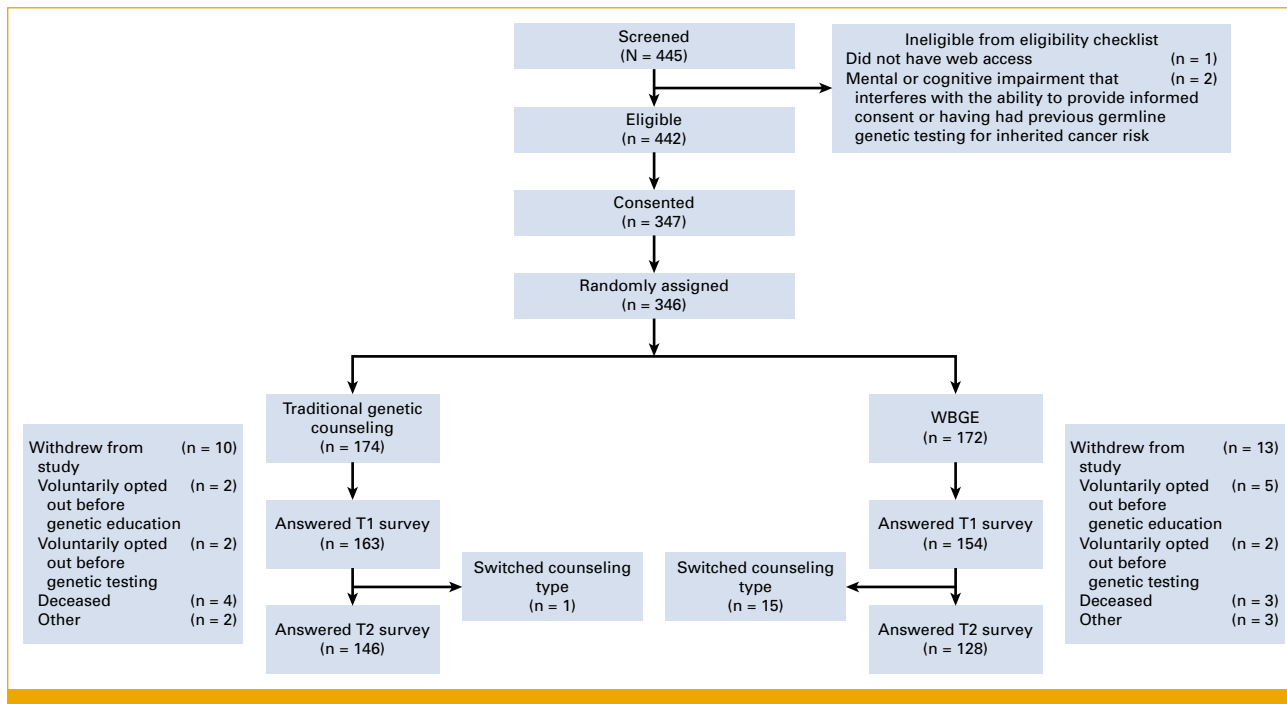 Screened
(N = 445)
Ineligible from eligibility checklist
Did not have web access (n = 1)
Mental or cognitive impairment that (n = 2)
interferes with the ability to provide informed
consent or having had previous germline
genetic testing for inherited cancer risk
Eligible
(n = 442)
Consented
(n = 347)
Randomly assigned
(n = 346)
Traditional genetic
counseling
(n = 174)
WBGE
(n = 172)
Withdrew from (n = 10)
study
Voluntarily opted (n = 2)
out before
genetic education
Voluntarily opted (n = 2)
out before
genetic testing
Deceased (n = 4)
Other (n = 2)
Answered T1 survey
(n = 163)
Switched counseling
type
(n = 1)
Answered T2 survey
(n = 146)
Answered T1 survey
(n = 154)
Switched counseling
type
(n = 15)
Answered T2 survey
(n = 128)
Withdrew from (n = 13)
study
Voluntarily opted (n = 5)
out before
genetic education
Voluntarily opted (n = 2)
out before
genetic testing
Deceased (n = 3)
Other (n = 3)